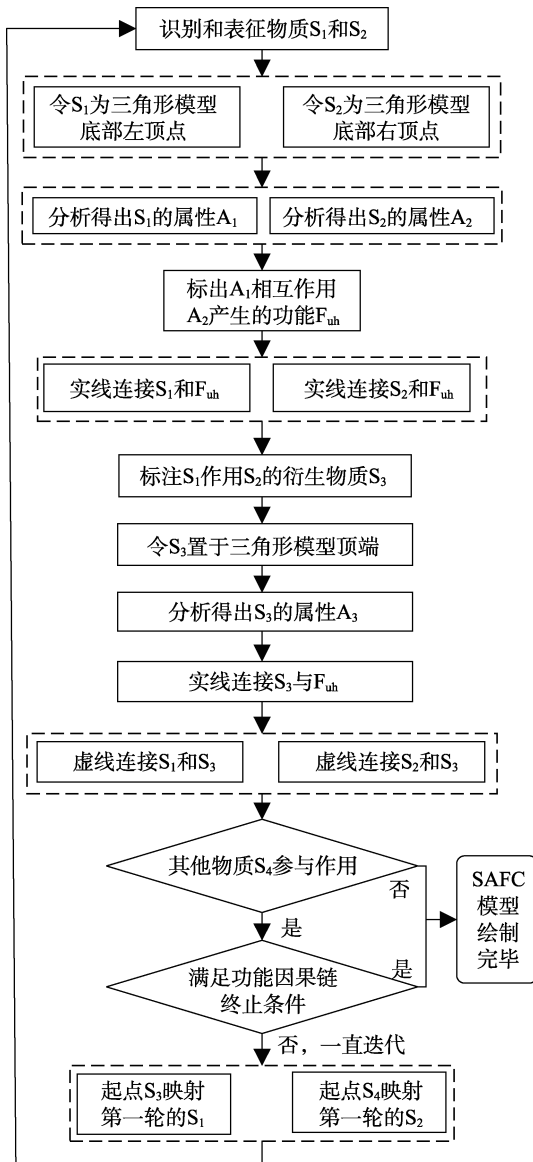 识别和表征物质S₁和S₂
令S₁为三角形模型
底部左顶点
令S₂为三角形模型
底部右顶点
分析得出S₁的属性A₁
分析得出S₂的属性A₂
标出A₁相互作用
A₂产生的功能Fᵤₕ
实线连接S₁和Fᵤₕ
实线连接S₂和Fᵤₕ
标注S₁作用S₂的衍生物质S₃
令S₃置于三角形模型顶端
分析得出S₃的属性A₃
实线连接S₃与Fᵤₕ
虚线连接S₁和S₃
虚线连接S₂和S₃
其他物质S₄参与作用
否
是
SAFC
模型
绘制
完毕
满足功能因果链
终止条件
是
否，一直迭代
起点S₃映射
第一轮的S₁
起点S₄映射
第一轮的S₂